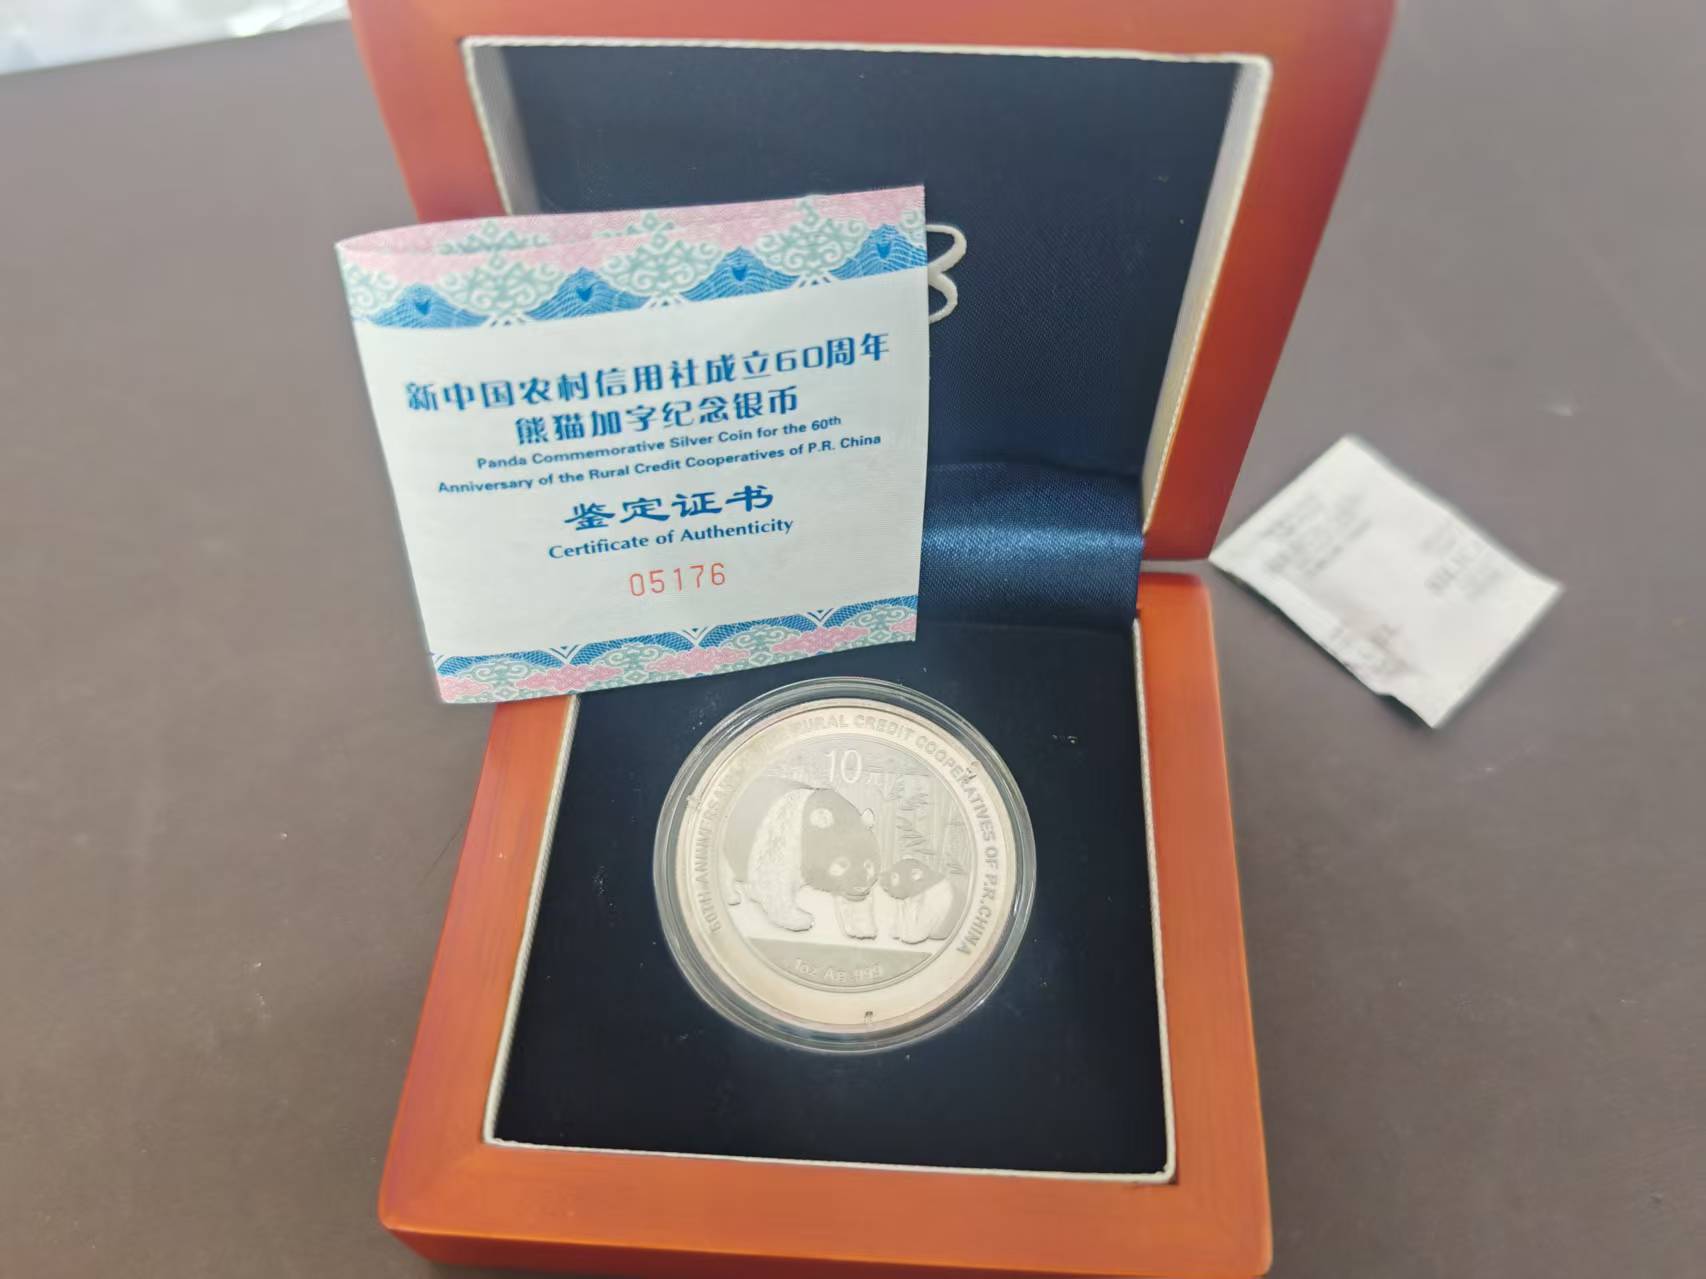 新中国农村信用社成立60周年
熊猫加字纪念银币
Panda Commemorative Silver Coin for the 60th
Anniversary of the Rural Credit Cooperatives of P.R. China
鉴定证书
Certificate of Authenticity
05176
60TH ANNIVERSARY RURAL CREDIT COOPERATIVES OF P.R.CHINA
10元
1oz Ag .999